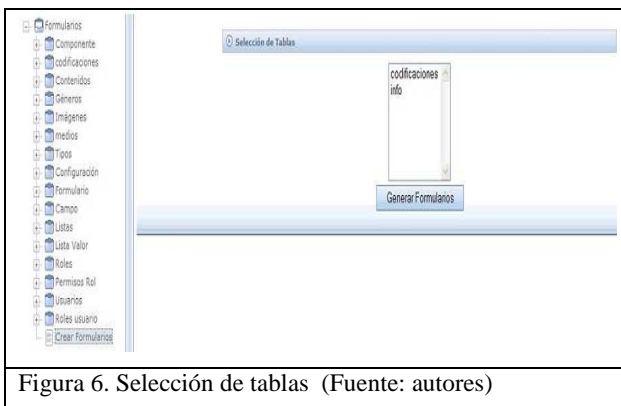 Formularios
Componente
codificaciones
Contenidos
Géneros
Imágenes
medios
Tipos
Configuración
Formulario
Campo
Listas
Lista Valor
Roles
Permisos Rol
Usuarios
Roles usuario
Crear Formularios
Selección de Tablas
codificaciones
info
Generar Formularios
Figura 6. Selección de tablas (Fuente: autores)